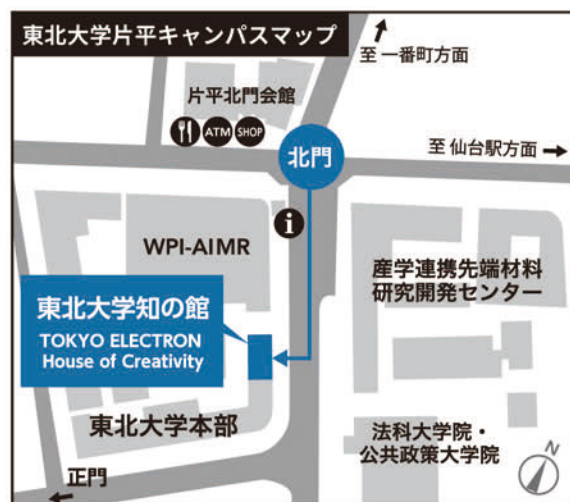 東北大学片平キャンパスマップ
至 一番町方面
片平北門会館
ATM
SHOP
北門
至 仙台駅方面
i
WPI-AIMR
産学連携先端材料
研究開発センター
東北大学知の館
TOKYO ELECTRON
House of Creativity
東北大学本部
法科大学院・
公共政策大学院
正門
N